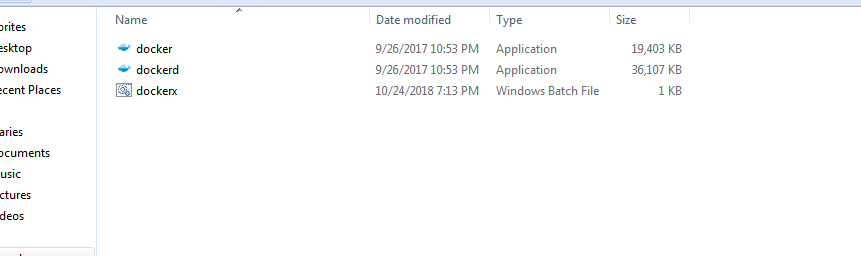 Name Date modified Type Size
orites
esktop
ownloads
ecent Places
aries
ocuments
usic
ctures
deos
docker 9/26/2017 10:53 PM Application 19,403 KB
dockerd 9/26/2017 10:53 PM Application 36,107 KB
dockerx 10/24/2018 7:13 PM Windows Batch File 1 KB